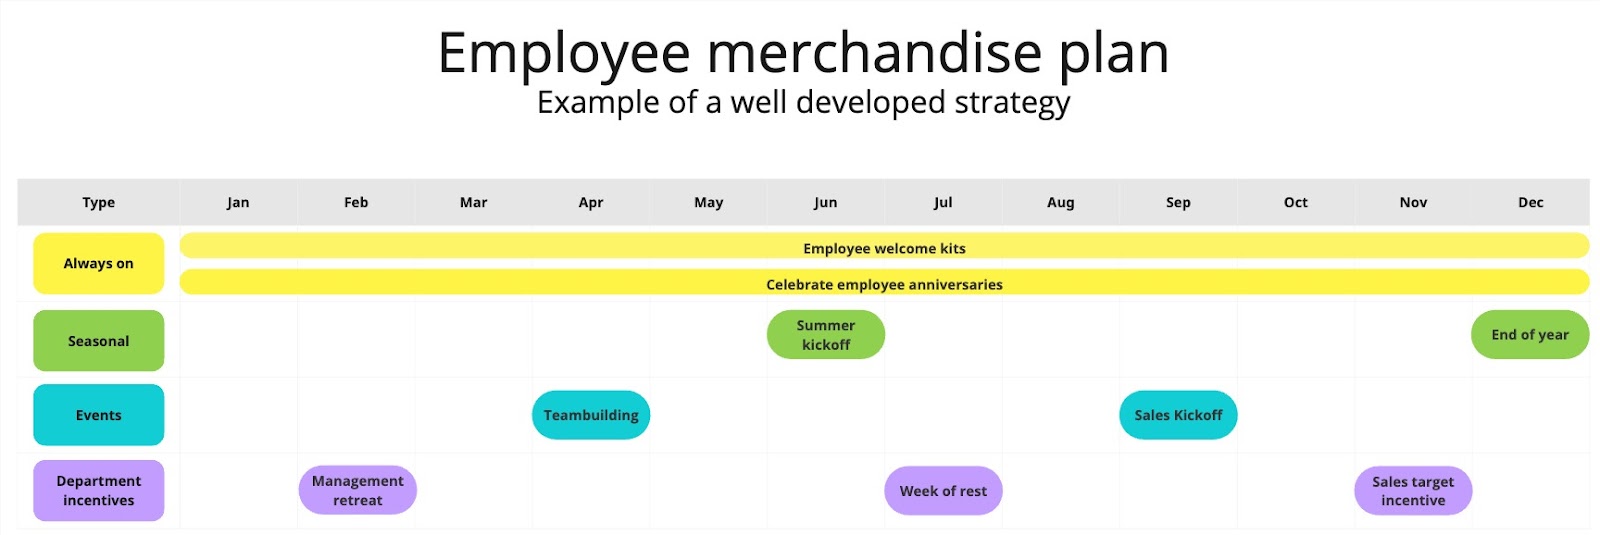 Employee merchandise plan
Example of a well developed strategy
Type Jan Feb Mar Apr May Jun Jul Aug Sep Oct Nov Dec
Always on
Employee welcome kits
Celebrate employee anniversaries
Seasonal
Summer
kickoff
End of year
Events
Teambuilding
Sales Kickoff
Department
incentives
Management
retreat
Week of rest
Sales target
incentive